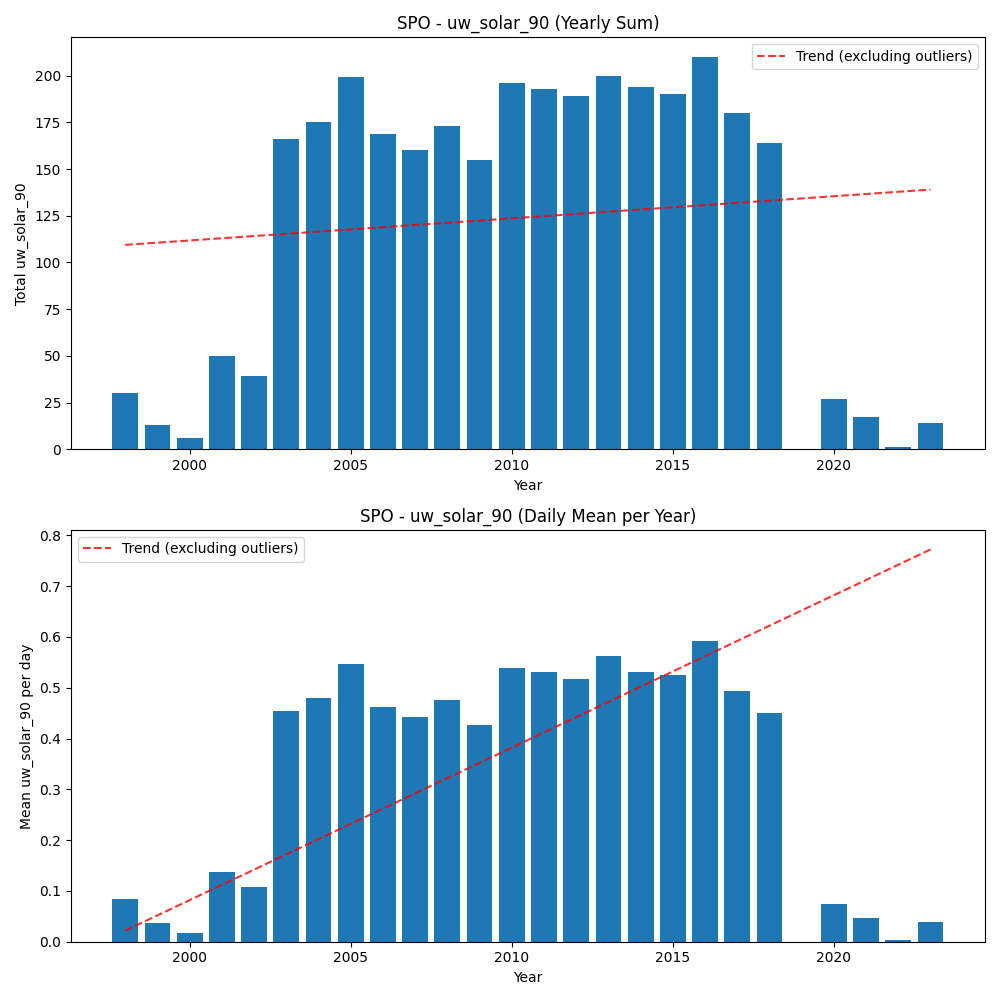 SPO - uw_solar_90 (Yearly Sum)
Trend (excluding outliers)
Total uw_solar_90
200
175
150
125
100
75
50
25
0
2000 2005 2010 2015 2020
Year
SPO - uw_solar_90 (Daily Mean per Year)
Trend (excluding outliers)
Mean uw_solar_90 per day
0.8
0.7
0.6
0.5
0.4
0.3
0.2
0.1
0.0
2000 2005 2010 2015 2020
Year